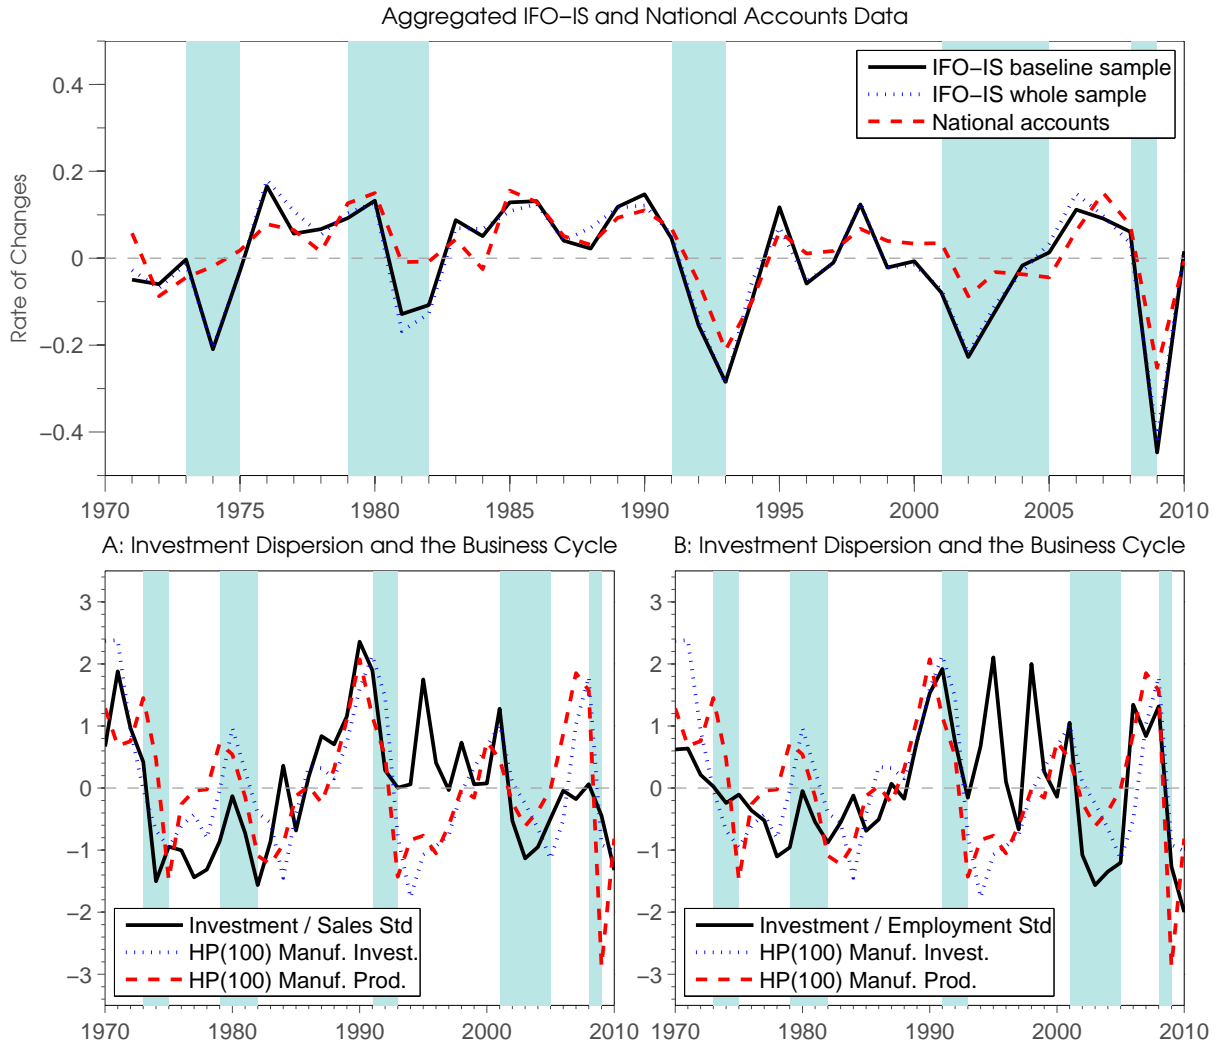 Aggregated IFO−IS and National Accounts Data
Rate of Changes
0.4
0.2
0
−0.2
−0.4
IFO−IS baseline sample
IFO−IS whole sample
National accounts
1970 1975 1980 1985 1990 1995 2000 2005 2010
A: Investment Dispersion and the Business Cycle
3
2
1
0
−1
−2
−3
Investment / Sales Std
HP(100) Manuf. Invest.
HP(100) Manuf. Prod.
1970 1980 1990 2000 2010
B: Investment Dispersion and the Business Cycle
3
2
1
0
−1
−2
−3
Investment / Employment Std
HP(100) Manuf. Invest.
HP(100) Manuf. Prod.
1970 1980 1990 2000 2010